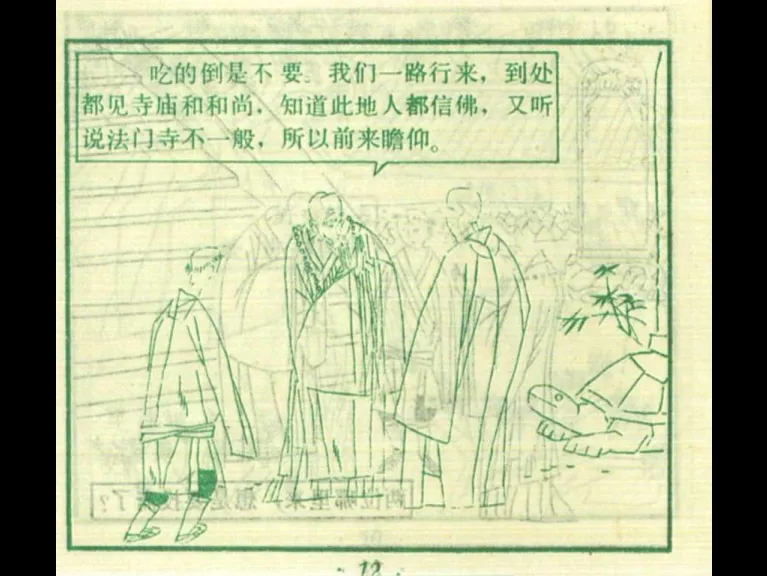 吃的倒是不要。我们一路行来，到处
都见寺庙和和尚，知道此地人都信佛，又听
说法门寺不一般，所以前来瞻仰。
· 12 ·